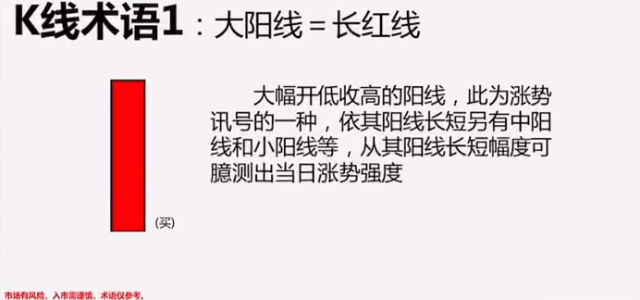 K线术语1：大阳线＝长红线
大幅开低收高的阳线，此为涨势
讯号的一种，依其阳线长短另有中阳
线和小阳线等，从其阳线长短幅度可
臆测出当日涨势强度
(买)
市场有风险，入市需谨慎，术语仅参考。